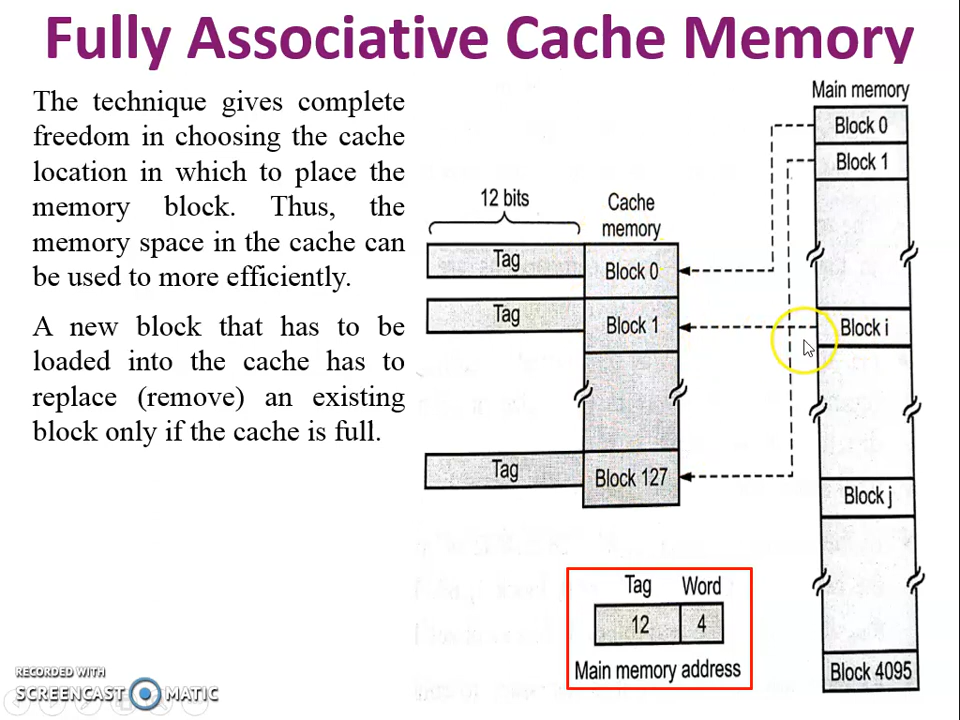 Fully Associative Cache Memory
The technique gives complete
freedom in choosing the cache
location in which to place the
memory block. Thus, the
memory space in the cache can
be used to more efficiently.
A new block that has to be
loaded into the cache has to
replace (remove) an existing
block only if the cache is full.
Main memory
Block 0
Block 1
12 bits
Cache
memory
Tag
Block 0
Tag
Block 1
Block i
Tag
Block 127
Block j
Tag Word
12 4
Main memory address
Block 4095
RECORDED WITH
SCREENCAST MATIC